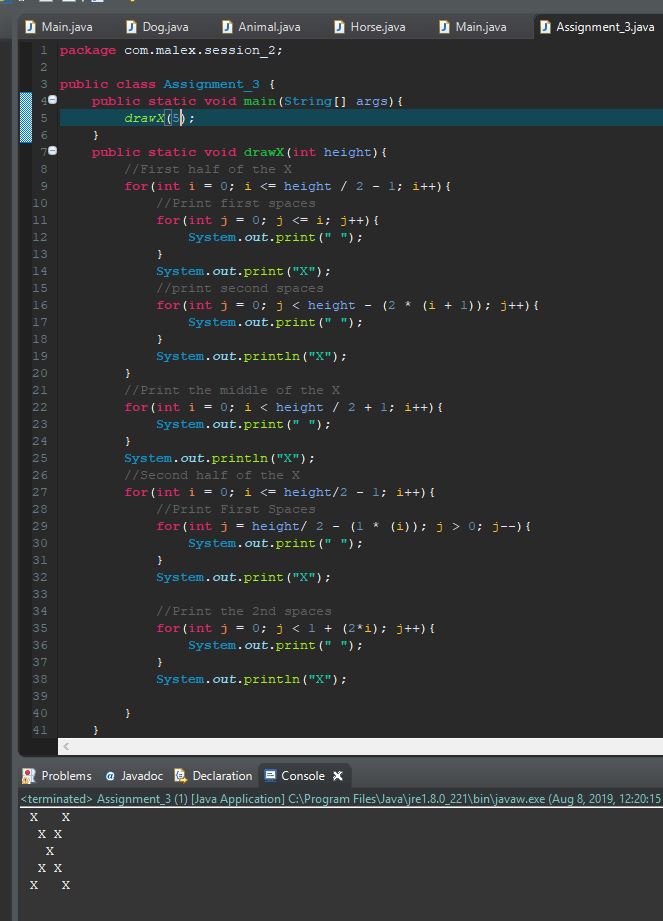 Main.java Dog.java Animal.java Horse.java Main.java Assignment_3.java
1 package com.malex.session_2;
2
3 public class Assignment_3 {
4 public static void main(String[] args){
5 drawX(5);
6 }
7 public static void drawX(int height){
8 //First half of the X
9 for(int i = 0; i <= height / 2 - 1; i++){
10 //Print first spaces
11 for(int j = 0; j <= i; j++){
12 System.out.print(" ");
13 }
14 System.out.print("X");
15 //print second spaces
16 for(int j = 0; j < height - (2 * (i + 1)); j++){
17 System.out.print(" ");
18 }
19 System.out.println("X");
20 }
21 //Print the middle of the X
22 for(int i = 0; i < height / 2 + 1; i++){
23 System.out.print(" ");
24 }
25 System.out.println("X");
26 //Second half of the X
27 for(int i = 0; i <= height/2 - 1; i++){
28 //Print First Spaces
29 for(int j = height/ 2 - (1 * (i)); j > 0; j--){
30 System.out.print(" ");
31 }
32 System.out.print("X");
33
34 //Print the 2nd spaces
35 for(int j = 0; j < 1 + (2*i); j++){
36 System.out.print(" ");
37 }
38 System.out.println("X");
39
40 }
41 }
Problems @ Javadoc Declaration Console
<terminated> Assignment_3 (1) [Java Application] C:\Program Files\Java\jre1.8.0_221\bin\javaw.exe (Aug 8, 2019, 12:20:15
X   X
 X X
  X
 X X
X   X